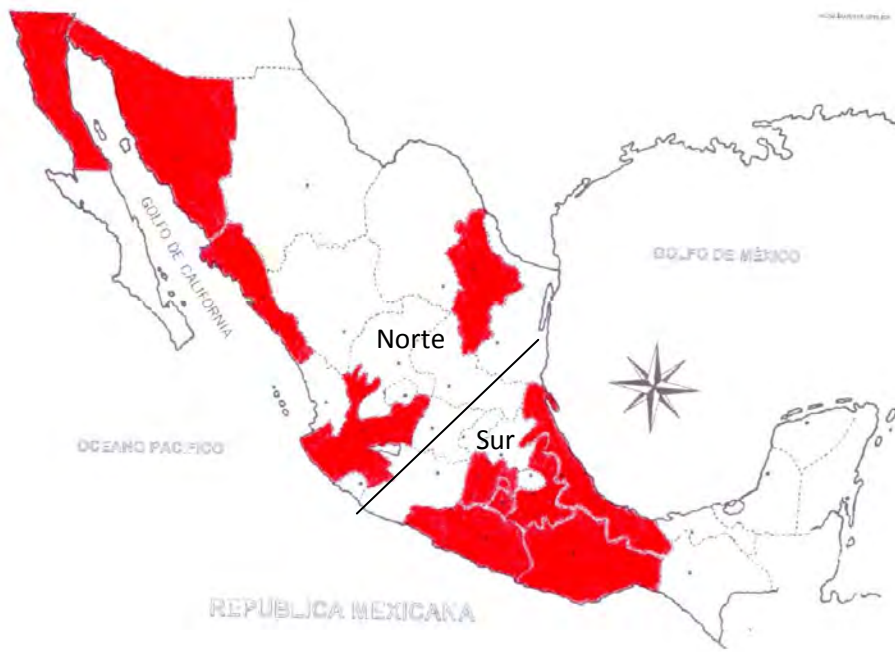 GOLFO DE CALIFORNIA
GOLFO DE MÉXICO
Norte
Sur
OCEANO PACIFICO
REPUBLICA MEXICANA